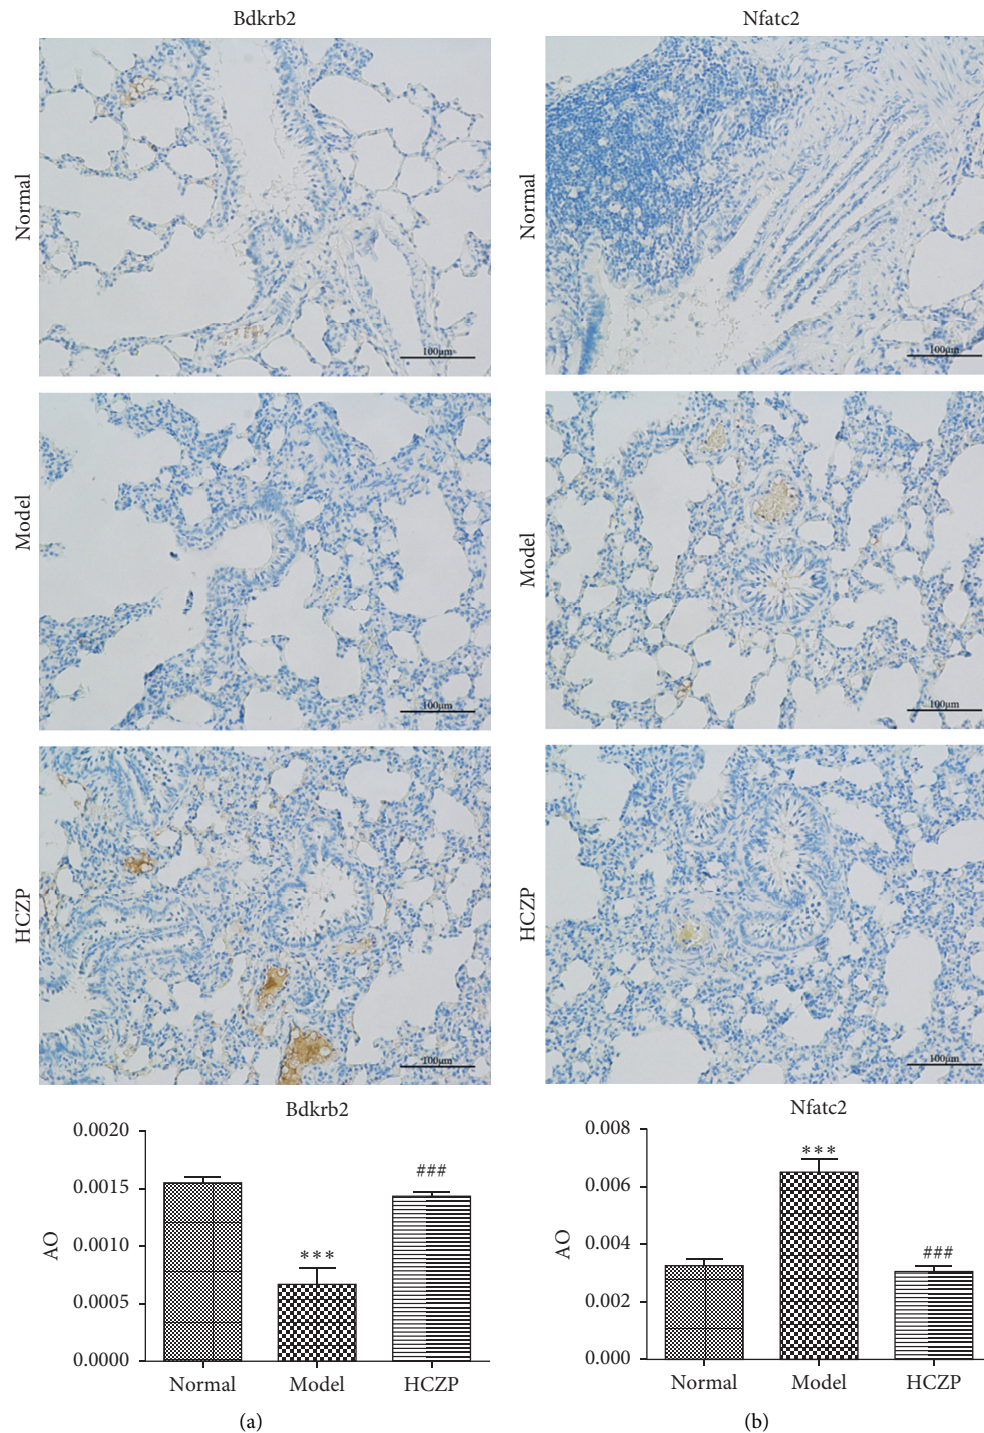 Bdkrb2
Nfatc2
Normal
100μm
Normal
100μm
Model
100μm
Model
100μm
HCZP
100μm
HCZP
100μm
Bdkrb2
0.0020
0.0015
0.0010
0.0005
0.0000
AO
***
###
Normal Model HCZP
(a)
Nfatc2
0.008
0.006
0.004
0.002
0.000
AO
***
###
Normal Model HCZP
(b)